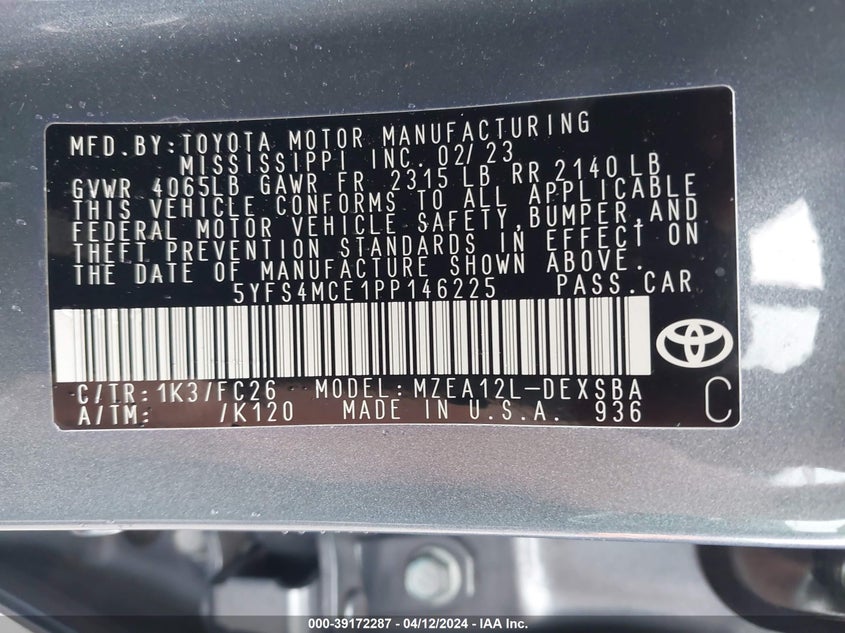 MFD.BY:TOYOTA MOTOR MANUFACTURING
MISSISSIPPI INC. 02/23
GVWR 4065LB GAWR FR 2315 LB RR 2140 LB
THIS VEHICLE CONFORMS TO ALL APPLICABLE
FEDERAL MOTOR VEHICLE SAFETY,BUMPER,AND
THEFT PREVENTION STANDARDS IN EFFECT ON
THE DATE OF MANUFACTURE SHOWN ABOVE.
5YFS4MCE1PP146225 PASS.CAR
C/TR:1K3/FC26 MODEL:MZEA12L-DEXSBA
A/TM: /K120 MADE IN U.S.A. 936 C
000-39172287 - 04/12/2024 - IAA Inc.